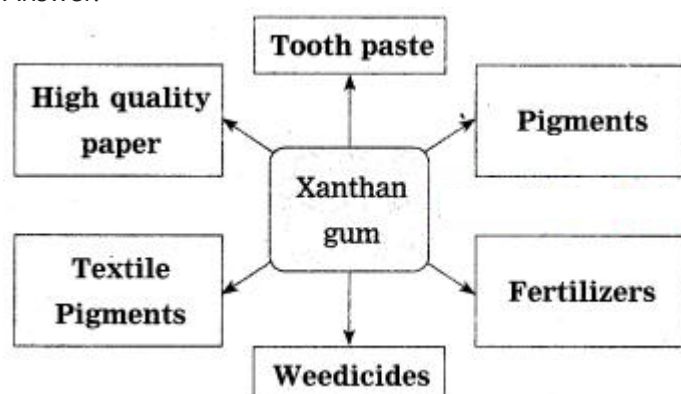 Tooth paste
High quality
paper
Pigments
Xanthan
gum
Textile
Pigments
Fertilizers
Weedicides